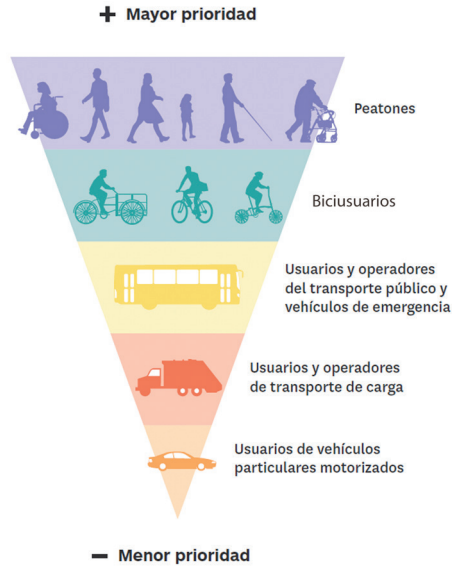 + Mayor prioridad
Peatones
Biciusuarios
Usuarios y operadores
del transporte público y
vehículos de emergencia
Usuarios y operadores
de transporte de carga
Usuarios de vehículos
particulares motorizados
− Menor prioridad